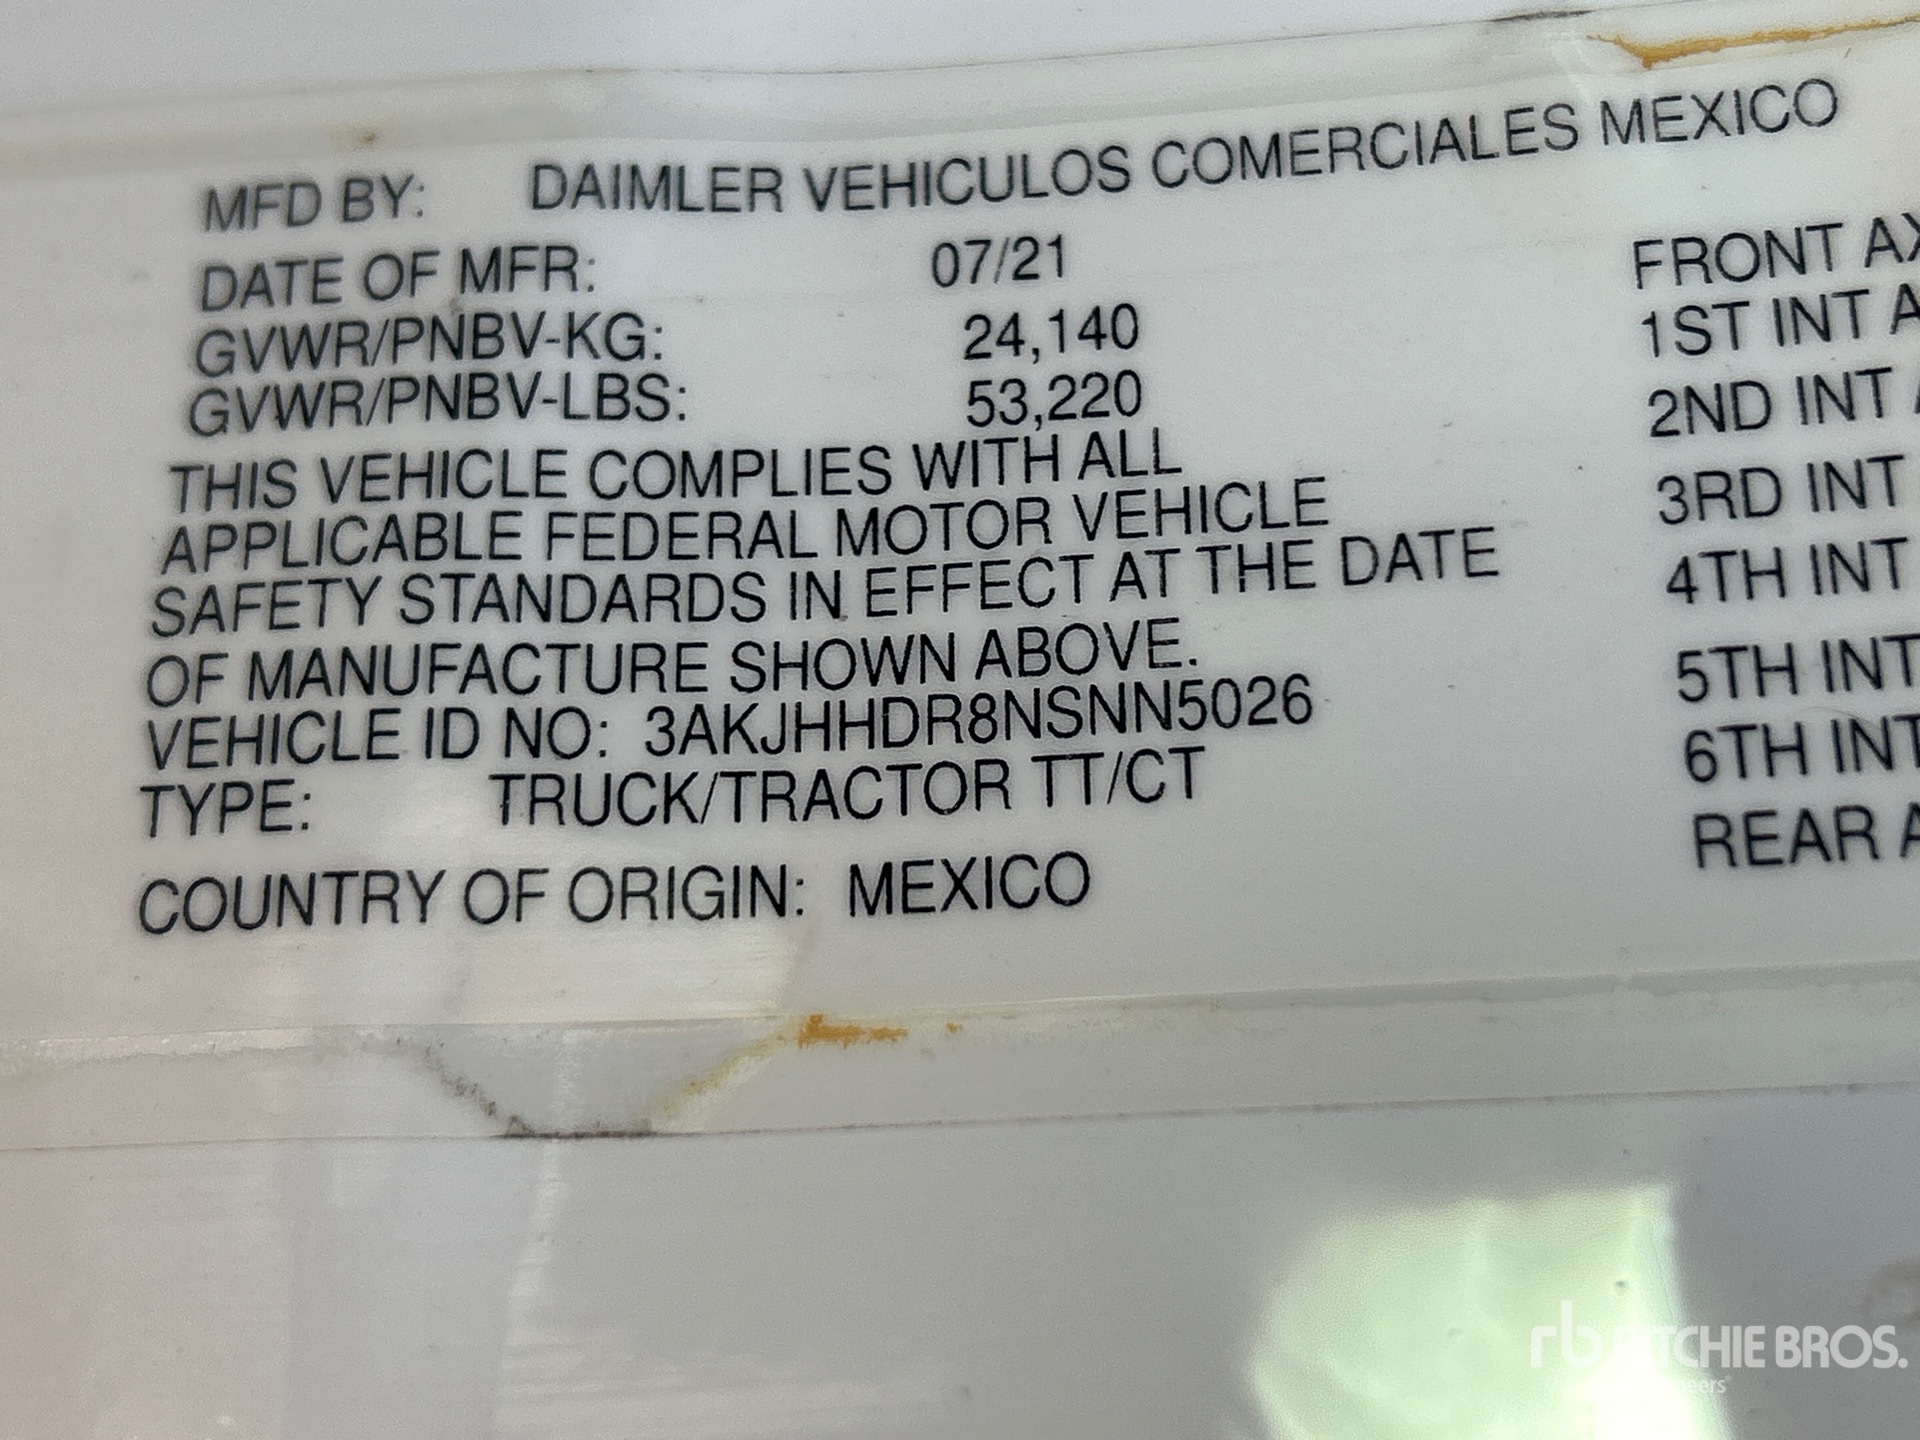 MFD BY: DAIMLER VEHICULOS COMERCIALES MEXICO
DATE OF MFR: 07/21
GVWR/PNBV-KG: 24,140
GVWR/PNBV-LBS: 53,220
THIS VEHICLE COMPLIES WITH ALL
APPLICABLE FEDERAL MOTOR VEHICLE
SAFETY STANDARDS IN EFFECT AT THE DATE
OF MANUFACTURE SHOWN ABOVE.
VEHICLE ID NO: 3AKJHHDR8NSNN5026
TYPE: TRUCK/TRACTOR TT/CT
COUNTRY OF ORIGIN: MEXICO
FRONT
1ST INT
2ND INT
3RD INT
4TH INT
5TH INT
6TH INT
REAR
rb RITCHIE BROS.